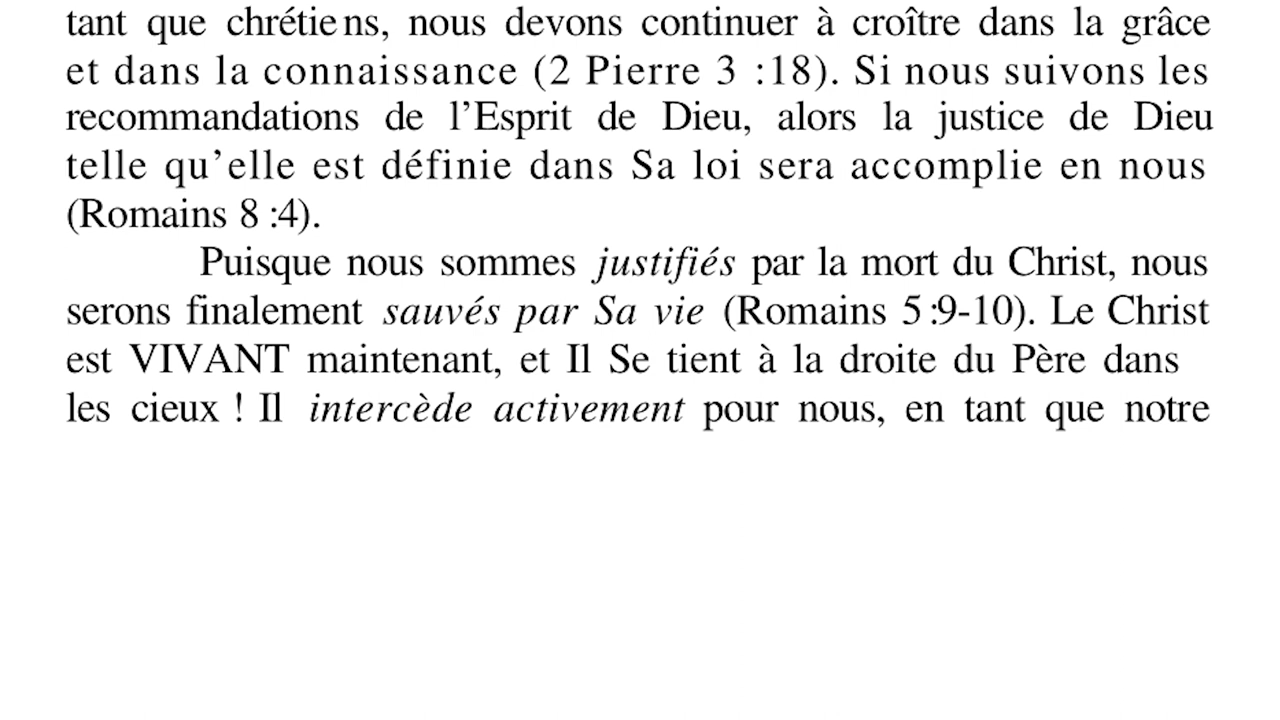 tant que chrétiens, nous devons continuer à croître dans la grâce
et dans la connaissance (2 Pierre 3 :18). Si nous suivons les
recommandations de l’Esprit de Dieu, alors la justice de Dieu
telle qu’elle est définie dans Sa loi sera accomplie en nous
(Romains 8 :4).
Puisque nous sommes justifiés par la mort du Christ, nous
serons finalement sauvés par Sa vie (Romains 5 :9-10). Le Christ
est VIVANT maintenant, et Il Se tient à la droite du Père dans
les cieux ! Il intercède activement pour nous, en tant que notre